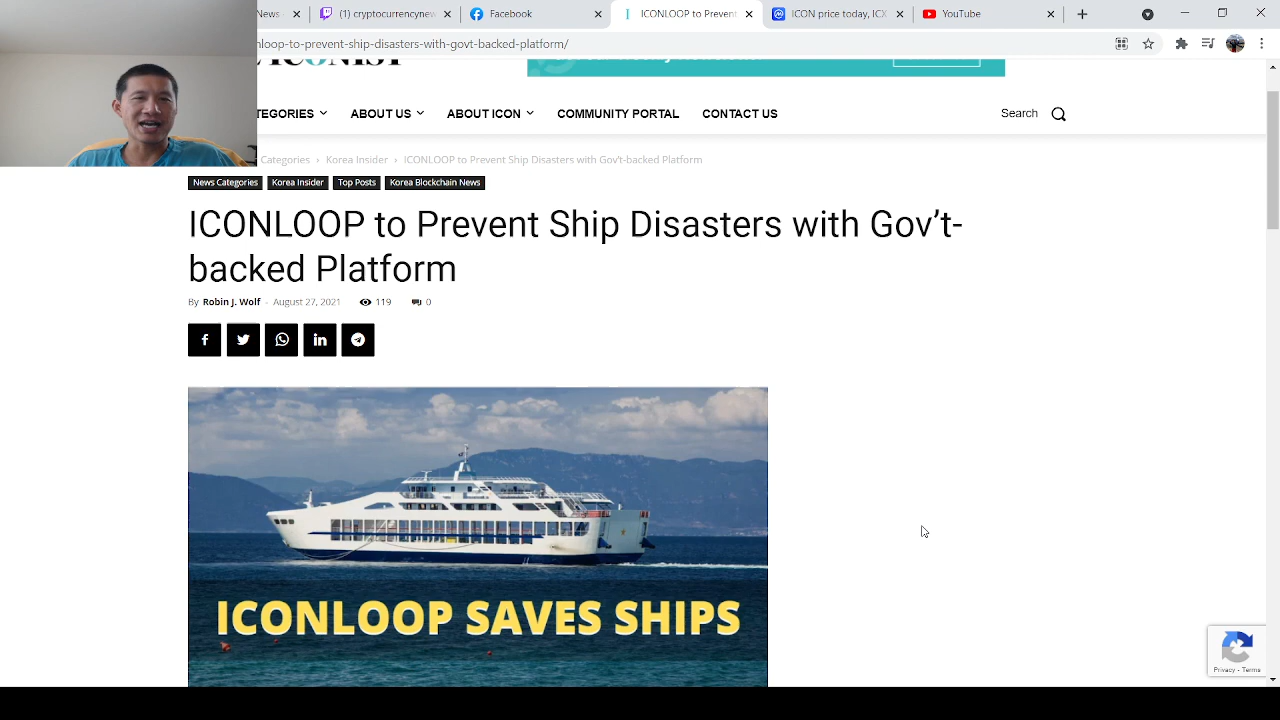 News -
(1) cryptocurrencynew
Facebook
ICONLOOP to Prevent
ICON price today, ICX
YouTube
loop-to-prevent-ship-disasters-with-govt-backed-platform/
ABOUT US
ABOUT ICON
COMMUNITY PORTAL
CONTACT US
Search
Categories › Korea Insider › ICONLOOP to Prevent Ship Disasters with Gov't-backed Platform
News Categories
Korea Insider
Top Posts
Korea Blockchain News
ICONLOOP to Prevent Ship Disasters with Gov’t-
backed Platform
By Robin J. Wolf - August 27, 2021 119 0
ICONLOOP SAVES SHIPS
Privacy - Terms